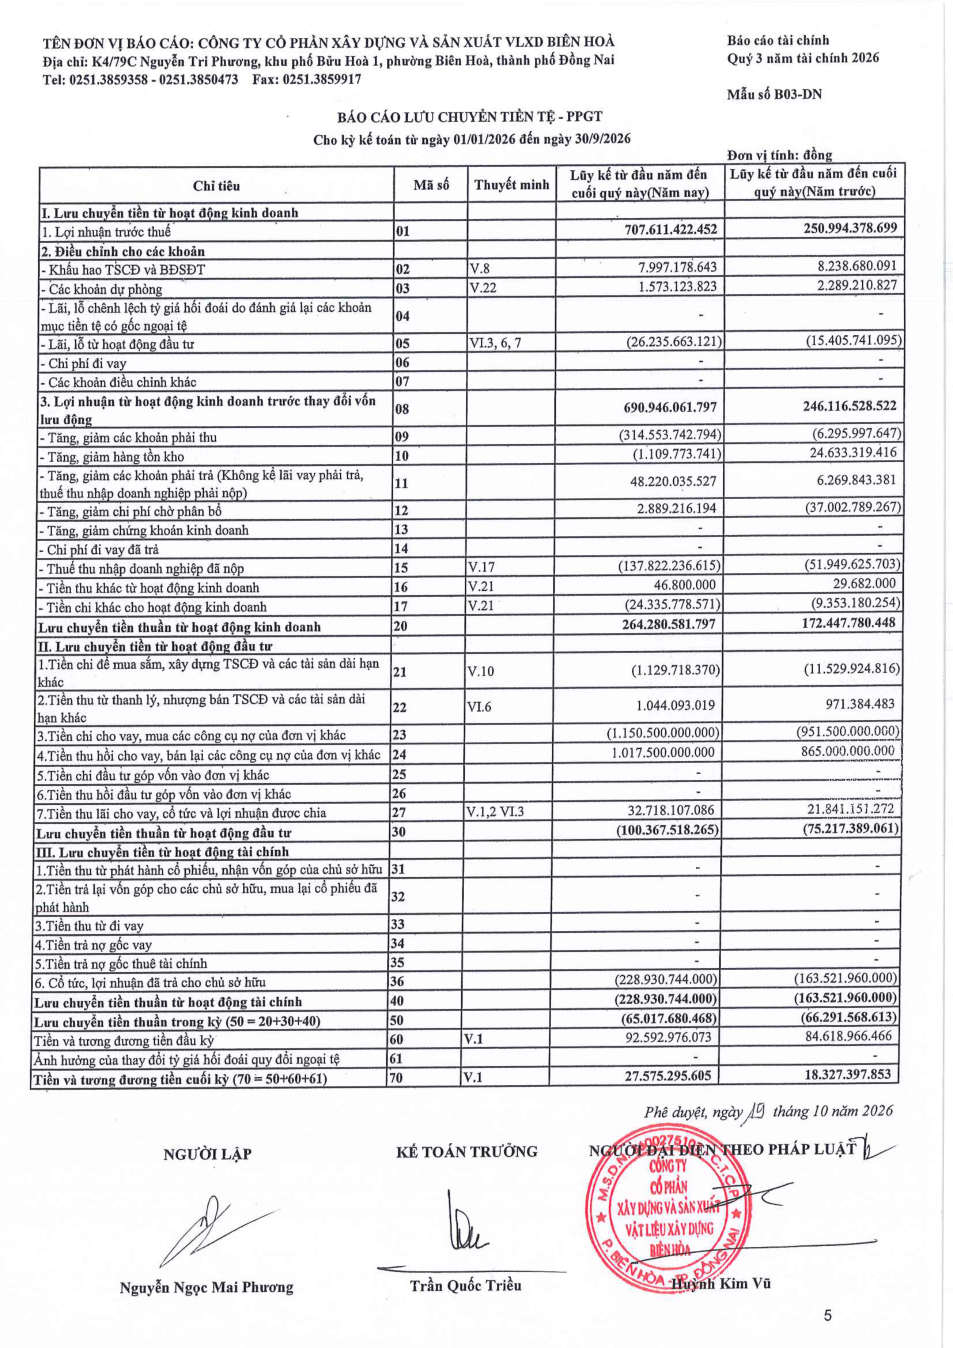 TÊN ĐƠN VỊ BÁO CÁO: CÔNG TY CỔ PHẦN XÂY DỰNG VÀ SẢN XUẤT VLXD BIÊN HOÀ
Địa chỉ: K4/79C Nguyễn Tri Phương, khu phố Bửu Hoà 1, phường Biên Hoà, thành phố Đồng Nai
Tel: 0251.3859358 - 0251.3850473 Fax: 0251.3859917
Báo cáo tài chính
Quý 3 năm tài chính 2026
Mẫu số B03-DN
BÁO CÁO LƯU CHUYỂN TIỀN TỆ - PPGT
Cho kỳ kế toán từ ngày 01/01/2026 đến ngày 30/9/2026
Đơn vị tính: đồng
Chỉ tiêu Mã số Thuyết minh Lũy kế từ đầu năm đến cuối quý này(Năm nay) Lũy kế từ đầu năm đến cuối quý này(Năm trước)
I. Lưu chuyển tiền từ hoạt động kinh doanh
1. Lợi nhuận trước thuế 01 707.611.422.452 250.994.378.699
2. Điều chỉnh cho các khoản
- Khấu hao TSCĐ và BĐSĐT 02 V.8 7.997.178.643 8.238.680.091
- Các khoản dự phòng 03 V.22 1.573.123.823 2.289.210.827
- Lãi, lỗ chênh lệch tỷ giá hối đoái do đánh giá lại các khoản
mục tiền tệ có gốc ngoại tệ 04 - -
- Lãi, lỗ từ hoạt động đầu tư 05 VI.3, 6, 7 (26.235.663.121) (15.405.741.095)
- Chi phí đi vay 06 - -
- Các khoản điều chỉnh khác 07 - -
3. Lợi nhuận từ hoạt động kinh doanh trước thay đổi vốn
lưu động 08 690.946.061.797 246.116.528.522
- Tăng, giảm các khoản phải thu 09 (314.553.742.794) (6.295.997.647)
- Tăng, giảm hàng tồn kho 10 (1.109.773.741) 24.633.319.416
- Tăng, giảm các khoản phải trả (Không kể lãi vay phải trả,
thuế thu nhập doanh nghiệp phải nộp) 11 48.220.035.527 6.269.843.381
- Tăng, giảm chi phí chờ phân bổ 12 2.889.216.194 (37.002.789.267)
- Tăng, giảm chứng khoán kinh doanh 13 - -
- Chi phí đi vay đã trả 14 - -
- Thuế thu nhập doanh nghiệp đã nộp 15 V.17 (137.822.236.615) (51.949.625.703)
- Tiền thu khác từ hoạt động kinh doanh 16 V.21 46.800.000 29.682.000
- Tiền chi khác cho hoạt động kinh doanh 17 V.21 (24.335.778.571) (9.353.180.254)
Lưu chuyển tiền thuần từ hoạt động kinh doanh 20 264.280.581.797 172.447.780.448
II. Lưu chuyển tiền từ hoạt động đầu tư
1.Tiền chi để mua sắm, xây dựng TSCĐ và các tài sản dài hạn
khác 21 V.10 (1.129.718.370) (11.529.924.816)
2.Tiền thu từ thanh lý, nhượng bán TSCĐ và các tài sản dài
hạn khác 22 VI.6 1.044.093.019 971.384.483
3.Tiền chi cho vay, mua các công cụ nợ của đơn vị khác 23 (1.150.500.000.000) (951.500.000.000)
4.Tiền thu hồi cho vay, bán lại các công cụ nợ của đơn vị khác 24 1.017.500.000.000 865.000.000.000
5.Tiền chi đầu tư góp vốn vào đơn vị khác 25 - -
6.Tiền thu hồi đầu tư góp vốn vào đơn vị khác 26 - -
7.Tiền thu lãi cho vay, cổ tức và lợi nhuận được chia 27 V.1,2 VI.3 32.718.107.086 21.841.151.272
Lưu chuyển tiền thuần từ hoạt động đầu tư 30 (100.367.518.265) (75.217.389.061)
III. Lưu chuyển tiền từ hoạt động tài chính
1.Tiền thu từ phát hành cổ phiếu, nhận vốn góp của chủ sở hữu 31 - -
2.Tiền trả lại vốn góp cho các chủ sở hữu, mua lại cổ phiếu đã
phát hành 32 - -
3.Tiền thu từ đi vay 33 - -
4.Tiền trả nợ gốc vay 34 - -
5.Tiền trả nợ gốc thuê tài chính 35 - -
6. Cổ tức, lợi nhuận đã trả cho chủ sở hữu 36 (228.930.744.000) (163.521.960.000)
Lưu chuyển tiền thuần từ hoạt động tài chính 40 (228.930.744.000) (163.521.960.000)
Lưu chuyển tiền thuần trong kỳ (50 = 20+30+40) 50 (65.017.680.468) (66.291.568.613)
Tiền và tương đương tiền đầu kỳ 60 V.1 92.592.976.073 84.618.966.466
Ảnh hưởng của thay đổi tỷ giá hối đoái quy đổi ngoại tệ 61 - -
Tiền và tương đương tiền cuối kỳ (70 = 50+60+61) 70 V.1 27.575.295.605 18.327.397.853
Phê duyệt, ngày 19 tháng 10 năm 2026
NGƯỜI LẬP KẾ TOÁN TRƯỞNG NGƯỜI ĐẠI DIỆN THEO PHÁP LUẬT
CÔNG TY
CỔ PHẦN
XÂY DỰNG VÀ SẢN XUẤT
VẬT LIỆU XÂY DỰNG
BIÊN HÒA
P. BIÊN HÒA - TP. ĐỒNG NAI
Nguyễn Ngọc Mai Phương Trần Quốc Triều Huỳnh Kim Vũ
5